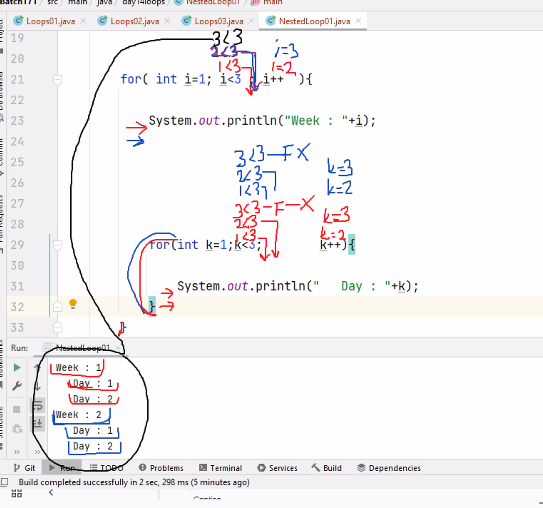 Batch171 / src / main / java / day14loops / NestedLoop01 / main
Loops01.java Loops02.java Loops03.java NestedLoop01.java
19
3<3
20 2<3 i=3
1<3 i=2
21 for( int i=1; i<3 i++ ){
22
23 System.out.println("Week : "+i);
24
25 3<3-F X k=3
26 2<3 k=2
1<3
27 3<3-F-X k=3
28 2<3 k=2
1<3
29 for(int k=1;k<3; k++){
30
31 System.out.println("   Day : "+k);
32 }
33 }
Run: NestedLoop01
Week : 1
Day : 1
Day : 2
Week : 2
Day : 1
Day : 2
Git Run TODO Problems Terminal Services Build Dependencies
Build completed successfully in 2 sec, 298 ms (5 minutes ago)